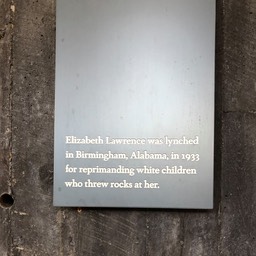 Elizabeth Lawrence was lynched
in Birmingham, Alabama, in 1933
for reprimanding white children
who threw rocks at her.